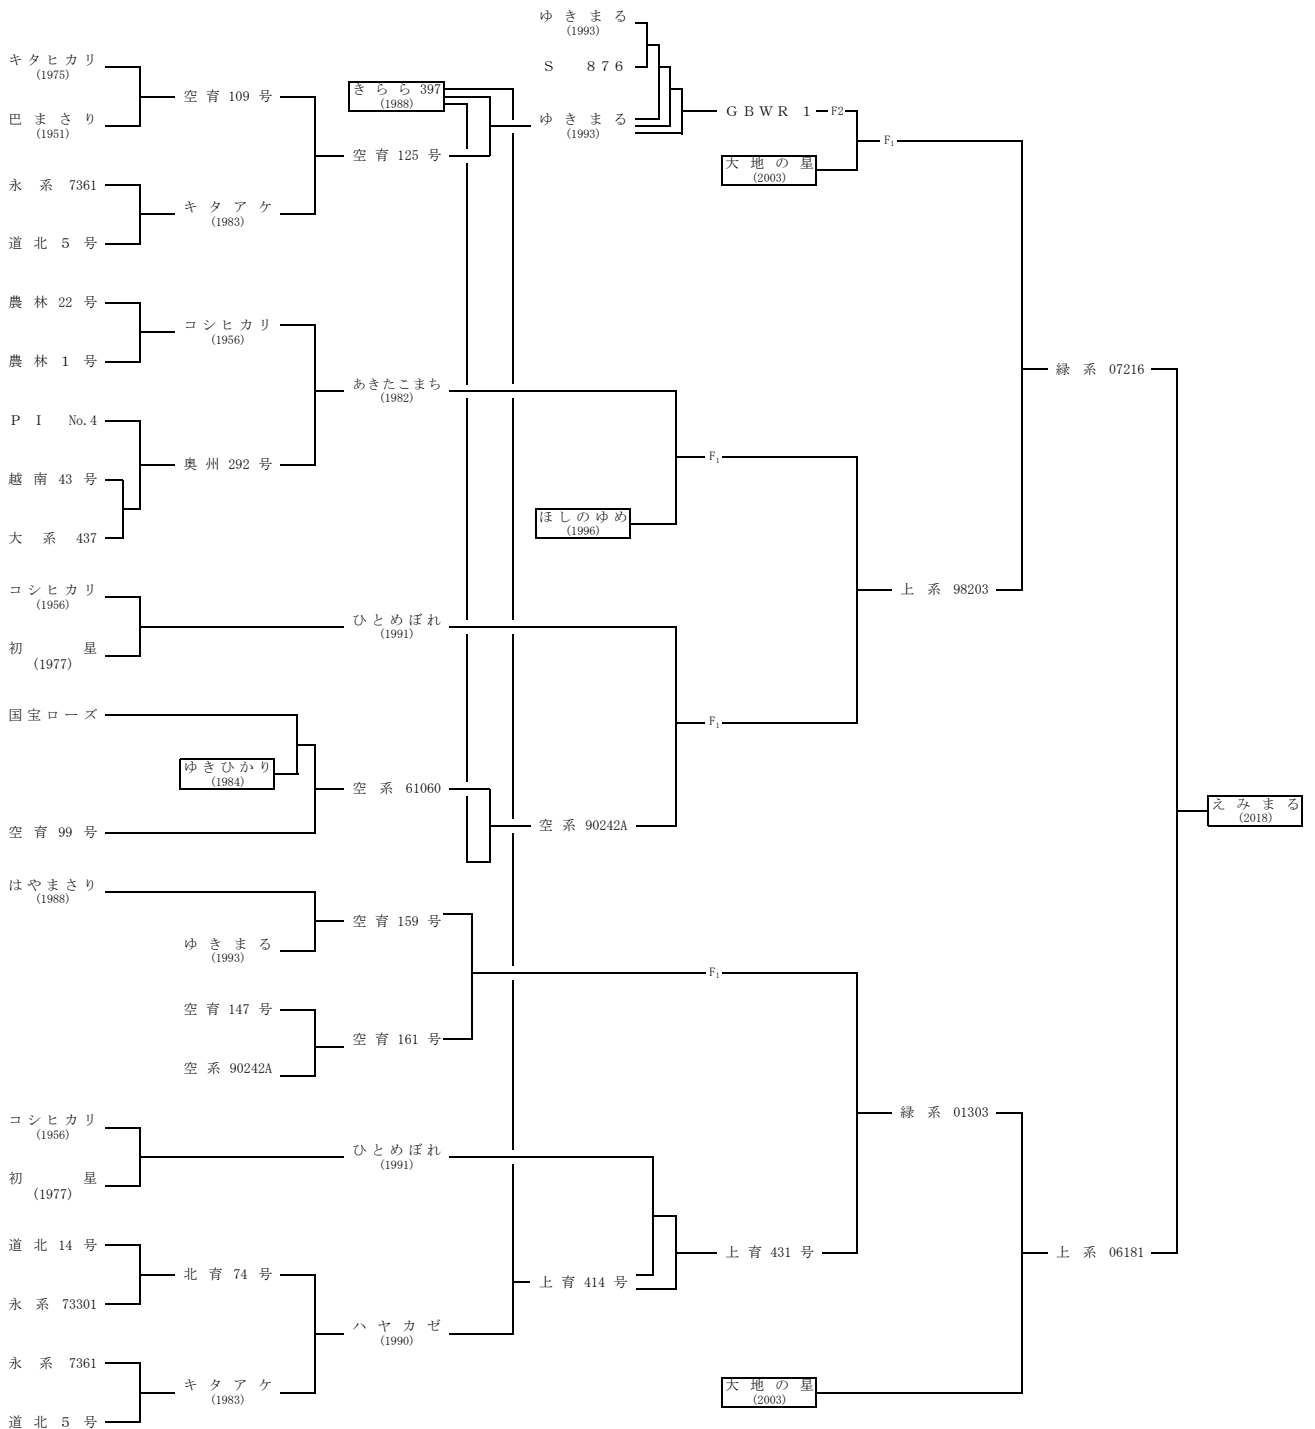 ゆきまる
(1993)
キタヒカリ
(1975)
S 876
きらら397
(1988)
空育109号
GBWR 1
F2
巴まさり
(1951)
ゆきまる
(1993)
F1
空育125号
大地の星
(2003)
永系 7361
キタアケ
(1983)
道北5号
農林22号
コシヒカリ
(1956)
農林1号
緑系 07216
あきたこまち
(1982)
PI No.4
F1
奥州292号
越南43号
ほしのゆめ
(1996)
大系 437
コシヒカリ
(1956)
上系 98203
ひとめぼれ
(1991)
初星
(1977)
国宝ローズ
F1
ゆきひかり
(1984)
空系 61060
えみまる
(2018)
空育99号
空系 90242A
はやまさり
(1988)
空育159号
ゆきまる
(1993)
F1
空育147号
空育161号
空系 90242A
緑系 01303
コシヒカリ
(1956)
ひとめぼれ
(1991)
初星
(1977)
道北14号
上育431号
上系 06181
北育74号
上育414号
永系 73301
ハヤカゼ
(1990)
永系 7361
キタアケ
(1983)
大地の星
(2003)
道北5号